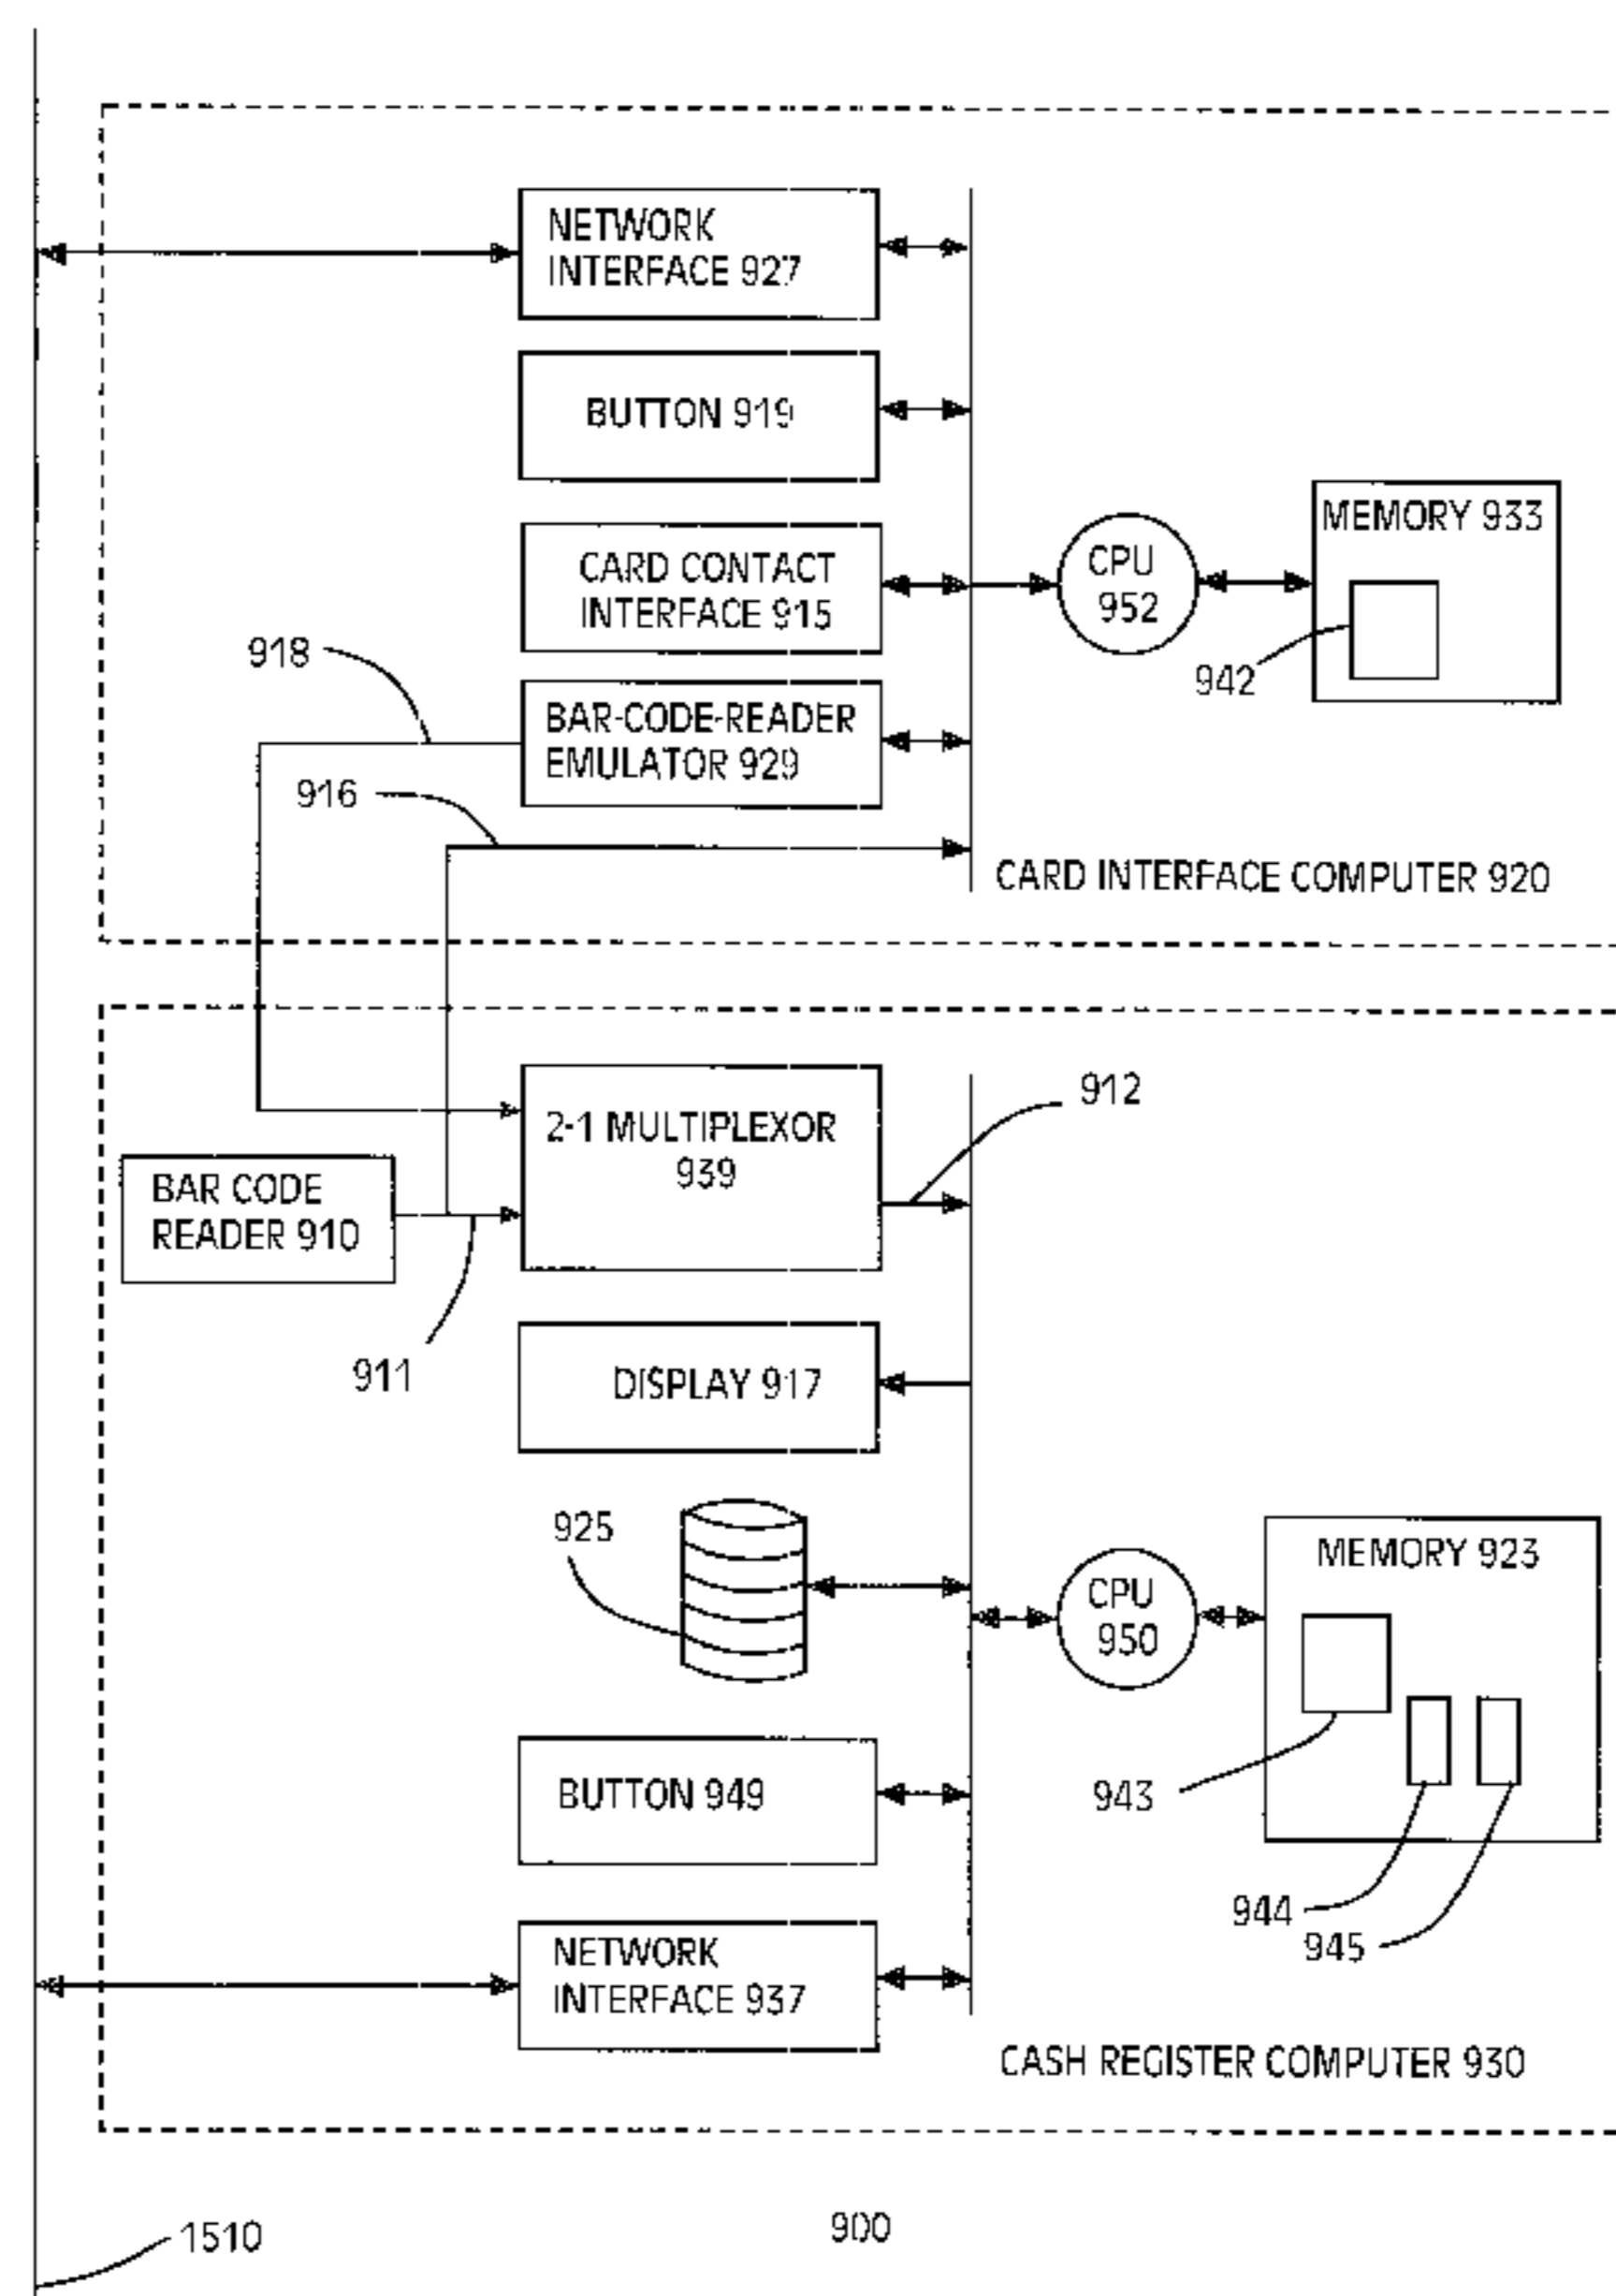 NETWORK
INTERFACE 927
BUTTON 919
CARD CONTACT
INTERFACE 915
CPU
952
MEMORY 933
942
918
BAR-CODE-READER
EMULATOR 929
916
CARD INTERFACE COMPUTER 920
2-1 MULTIPLEXOR
939
912
BAR CODE
READER 910
911
DISPLAY 917
925
CPU
950
MEMORY 923
943
944
945
BUTTON 949
NETWORK
INTERFACE 937
CASH REGISTER COMPUTER 930
1510
900